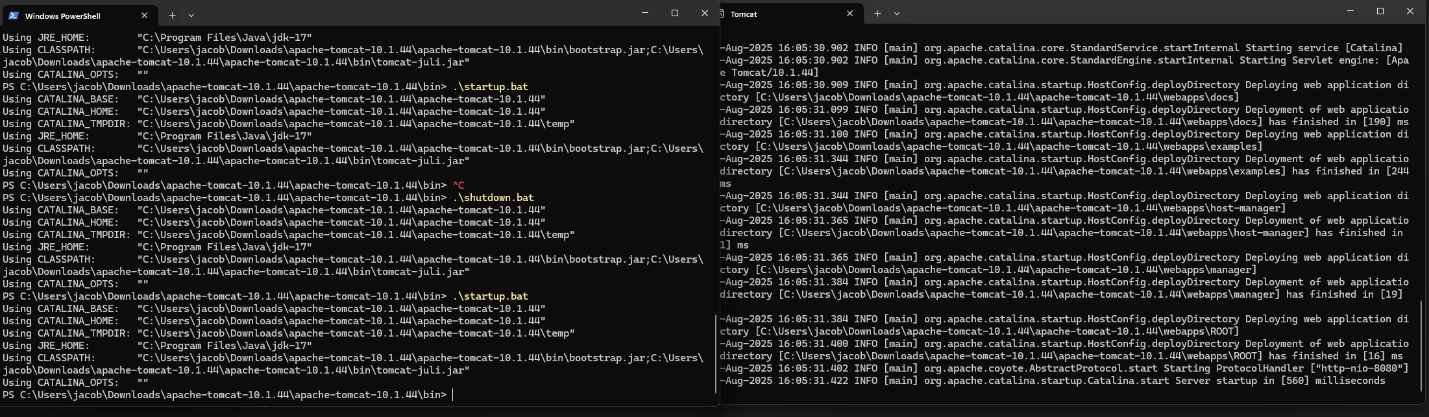 Windows PowerShell
Using JRE_HOME: "C:\Program Files\Java\jdk-17"
Using CLASSPATH: "C:\Users\jacob\Downloads\apache-tomcat-10.1.44\apache-tomcat-10.1.44\bin\bootstrap.jar;C:\Users\
jacob\Downloads\apache-tomcat-10.1.44\apache-tomcat-10.1.44\bin\tomcat-juli.jar"
Using CATALINA_OPTS: ""
PS C:\Users\jacob\Downloads\apache-tomcat-10.1.44\apache-tomcat-10.1.44\bin> .\startup.bat
Using CATALINA_BASE: "C:\Users\jacob\Downloads\apache-tomcat-10.1.44\apache-tomcat-10.1.44"
Using CATALINA_HOME: "C:\Users\jacob\Downloads\apache-tomcat-10.1.44\apache-tomcat-10.1.44"
Using CATALINA_TMPDIR: "C:\Users\jacob\Downloads\apache-tomcat-10.1.44\apache-tomcat-10.1.44\temp"
Using JRE_HOME: "C:\Program Files\Java\jdk-17"
Using CLASSPATH: "C:\Users\jacob\Downloads\apache-tomcat-10.1.44\apache-tomcat-10.1.44\bin\bootstrap.jar;C:\Users\
jacob\Downloads\apache-tomcat-10.1.44\apache-tomcat-10.1.44\bin\tomcat-juli.jar"
Using CATALINA_OPTS: ""
PS C:\Users\jacob\Downloads\apache-tomcat-10.1.44\apache-tomcat-10.1.44\bin> ^C
PS C:\Users\jacob\Downloads\apache-tomcat-10.1.44\apache-tomcat-10.1.44\bin> .\shutdown.bat
Using CATALINA_BASE: "C:\Users\jacob\Downloads\apache-tomcat-10.1.44\apache-tomcat-10.1.44"
Using CATALINA_HOME: "C:\Users\jacob\Downloads\apache-tomcat-10.1.44\apache-tomcat-10.1.44"
Using CATALINA_TMPDIR: "C:\Users\jacob\Downloads\apache-tomcat-10.1.44\apache-tomcat-10.1.44\temp"
Using JRE_HOME: "C:\Program Files\Java\jdk-17"
Using CLASSPATH: "C:\Users\jacob\Downloads\apache-tomcat-10.1.44\apache-tomcat-10.1.44\bin\bootstrap.jar;C:\Users\
jacob\Downloads\apache-tomcat-10.1.44\apache-tomcat-10.1.44\bin\tomcat-juli.jar"
Using CATALINA_OPTS: ""
PS C:\Users\jacob\Downloads\apache-tomcat-10.1.44\apache-tomcat-10.1.44\bin> .\startup.bat
Using CATALINA_BASE: "C:\Users\jacob\Downloads\apache-tomcat-10.1.44\apache-tomcat-10.1.44"
Using CATALINA_HOME: "C:\Users\jacob\Downloads\apache-tomcat-10.1.44\apache-tomcat-10.1.44"
Using CATALINA_TMPDIR: "C:\Users\jacob\Downloads\apache-tomcat-10.1.44\apache-tomcat-10.1.44\temp"
Using JRE_HOME: "C:\Program Files\Java\jdk-17"
Using CLASSPATH: "C:\Users\jacob\Downloads\apache-tomcat-10.1.44\apache-tomcat-10.1.44\bin\bootstrap.jar;C:\Users\
jacob\Downloads\apache-tomcat-10.1.44\apache-tomcat-10.1.44\bin\tomcat-juli.jar"
Using CATALINA_OPTS: ""
PS C:\Users\jacob\Downloads\apache-tomcat-10.1.44\apache-tomcat-10.1.44\bin>
Tomcat
-Aug-2025 16:05:30.902 INFO [main] org.apache.catalina.core.StandardService.startInternal Starting service [Catalina]
-Aug-2025 16:05:30.902 INFO [main] org.apache.catalina.core.StandardEngine.startInternal Starting Servlet engine: [Apa
e Tomcat/10.1.44]
-Aug-2025 16:05:30.909 INFO [main] org.apache.catalina.startup.HostConfig.deployDirectory Deploying web application di
ctory [C:\Users\jacob\Downloads\apache-tomcat-10.1.44\apache-tomcat-10.1.44\webapps\docs]
-Aug-2025 16:05:31.099 INFO [main] org.apache.catalina.startup.HostConfig.deployDirectory Deployment of web applicatio
directory [C:\Users\jacob\Downloads\apache-tomcat-10.1.44\apache-tomcat-10.1.44\webapps\docs] has finished in [190] ms
-Aug-2025 16:05:31.100 INFO [main] org.apache.catalina.startup.HostConfig.deployDirectory Deploying web application di
ctory [C:\Users\jacob\Downloads\apache-tomcat-10.1.44\apache-tomcat-10.1.44\webapps\examples]
-Aug-2025 16:05:31.344 INFO [main] org.apache.catalina.startup.HostConfig.deployDirectory Deployment of web applicatio
directory [C:\Users\jacob\Downloads\apache-tomcat-10.1.44\apache-tomcat-10.1.44\webapps\examples] has finished in [244
ms
-Aug-2025 16:05:31.344 INFO [main] org.apache.catalina.startup.HostConfig.deployDirectory Deploying web application di
ctory [C:\Users\jacob\Downloads\apache-tomcat-10.1.44\apache-tomcat-10.1.44\webapps\host-manager]
-Aug-2025 16:05:31.365 INFO [main] org.apache.catalina.startup.HostConfig.deployDirectory Deployment of web applicatio
directory [C:\Users\jacob\Downloads\apache-tomcat-10.1.44\apache-tomcat-10.1.44\webapps\host-manager] has finished in
1] ms
-Aug-2025 16:05:31.365 INFO [main] org.apache.catalina.startup.HostConfig.deployDirectory Deploying web application di
ctory [C:\Users\jacob\Downloads\apache-tomcat-10.1.44\apache-tomcat-10.1.44\webapps\manager]
-Aug-2025 16:05:31.384 INFO [main] org.apache.catalina.startup.HostConfig.deployDirectory Deployment of web applicatio
directory [C:\Users\jacob\Downloads\apache-tomcat-10.1.44\apache-tomcat-10.1.44\webapps\manager] has finished in [19]
-Aug-2025 16:05:31.384 INFO [main] org.apache.catalina.startup.HostConfig.deployDirectory Deploying web application di
ctory [C:\Users\jacob\Downloads\apache-tomcat-10.1.44\apache-tomcat-10.1.44\webapps\ROOT]
-Aug-2025 16:05:31.400 INFO [main] org.apache.catalina.startup.HostConfig.deployDirectory Deployment of web applicatio
directory [C:\Users\jacob\Downloads\apache-tomcat-10.1.44\apache-tomcat-10.1.44\webapps\ROOT] has finished in [16] ms
-Aug-2025 16:05:31.402 INFO [main] org.apache.coyote.AbstractProtocol.start Starting ProtocolHandler ["http-nio-8080"]
-Aug-2025 16:05:31.422 INFO [main] org.apache.catalina.startup.Catalina.start Server startup in [560] milliseconds